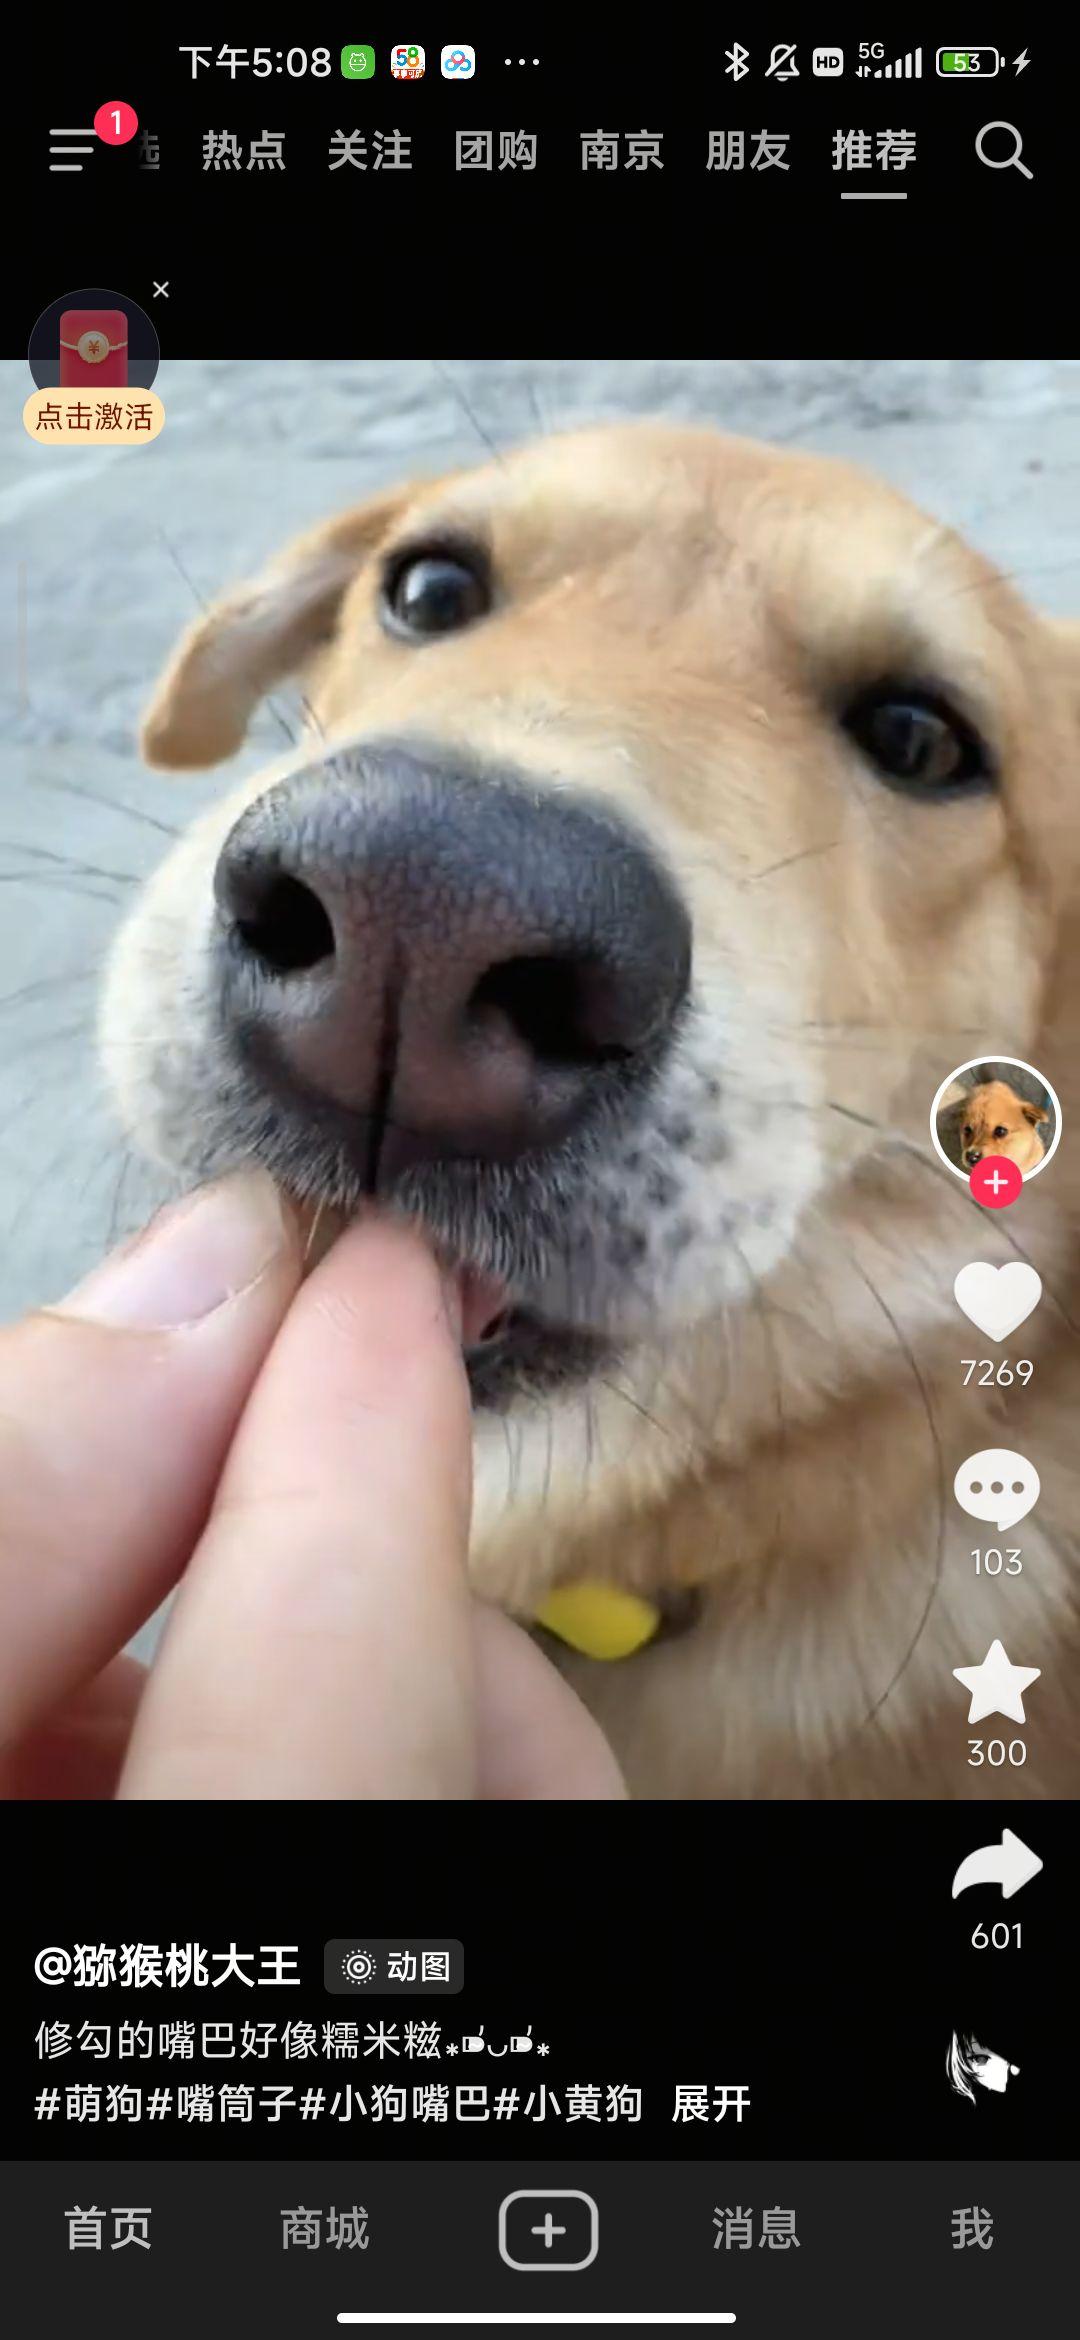 下午5:08
58
HD
5G
53
1
热点 关注 团购 南京 朋友 推荐
点击激活
7269
103
300
601
@猕猴桃大王 动图
修勾的嘴巴好像糯米糍
#萌狗#嘴筒子#小狗嘴巴#小黄狗 展开
首页 商城 消息 我